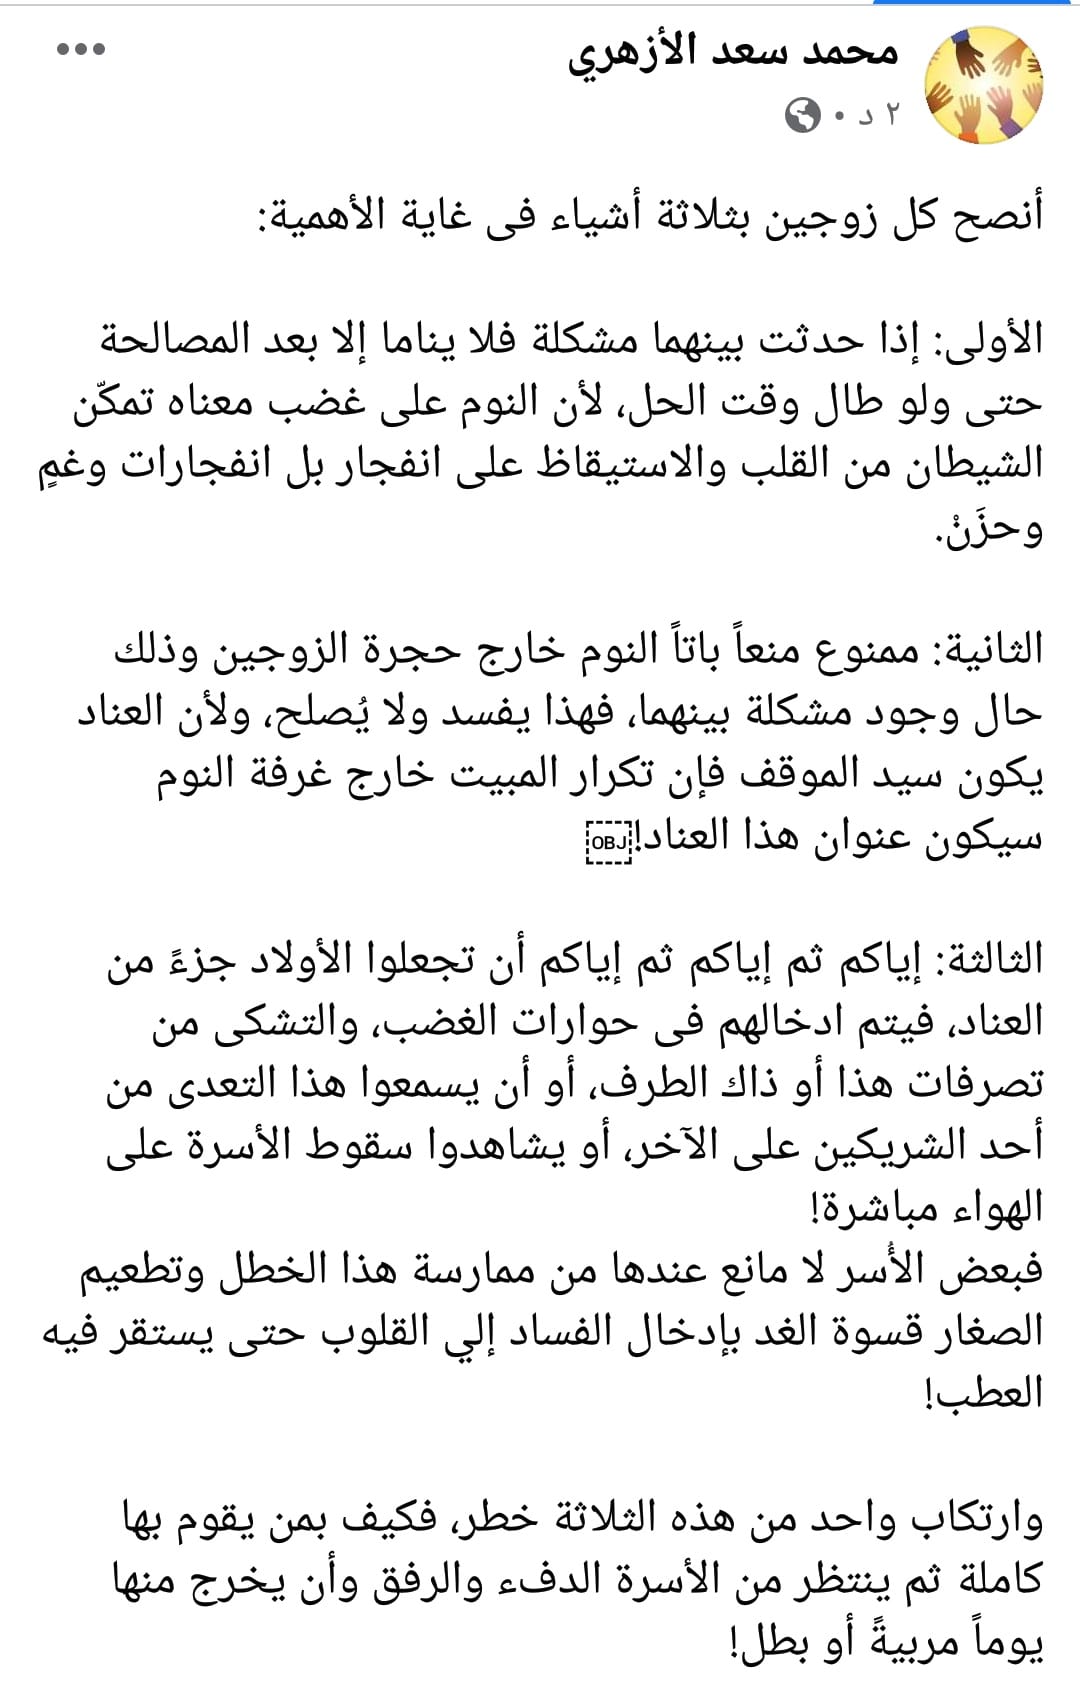 محمد سعد الأزهري
٢ د •
أنصح كل زوجين بثلاثة أشياء فى غاية الأهمية:
الأولى: إذا حدثت بينهما مشكلة فلا يناما إلا بعد المصالحة
حتى ولو طال وقت الحل، لأن النوم على غضب معناه تمكّن
الشيطان من القلب والاستيقاظ على انفجار بل انفجارات وغمٍ
وحزَنْ.
الثانية: ممنوع منعاً باتاً النوم خارج حجرة الزوجين وذلك
حال وجود مشكلة بينهما، فهذا يفسد ولا يُصلح، ولأن العناد
يكون سيد الموقف فإن تكرار المبيت خارج غرفة النوم
سيكون عنوان هذا العناد!￼
الثالثة: إياكم ثم إياكم ثم إياكم أن تجعلوا الأولاد جزءً من
العناد، فيتم ادخالهم فى حوارات الغضب، والتشكى من
تصرفات هذا أو ذاك الطرف، أو أن يسمعوا هذا التعدى من
أحد الشريكين على الآخر، أو يشاهدوا سقوط الأسرة على
الهواء مباشرة!
فبعض الأُسر لا مانع عندها من ممارسة هذا الخطل وتطعيم
الصغار قسوة الغد بإدخال الفساد إلي القلوب حتى يستقر فيه
العطب!
وارتكاب واحد من هذه الثلاثة خطر، فكيف بمن يقوم بها
كاملة ثم ينتظر من الأسرة الدفء والرفق وأن يخرج منها
يوماً مربيةً أو بطل!